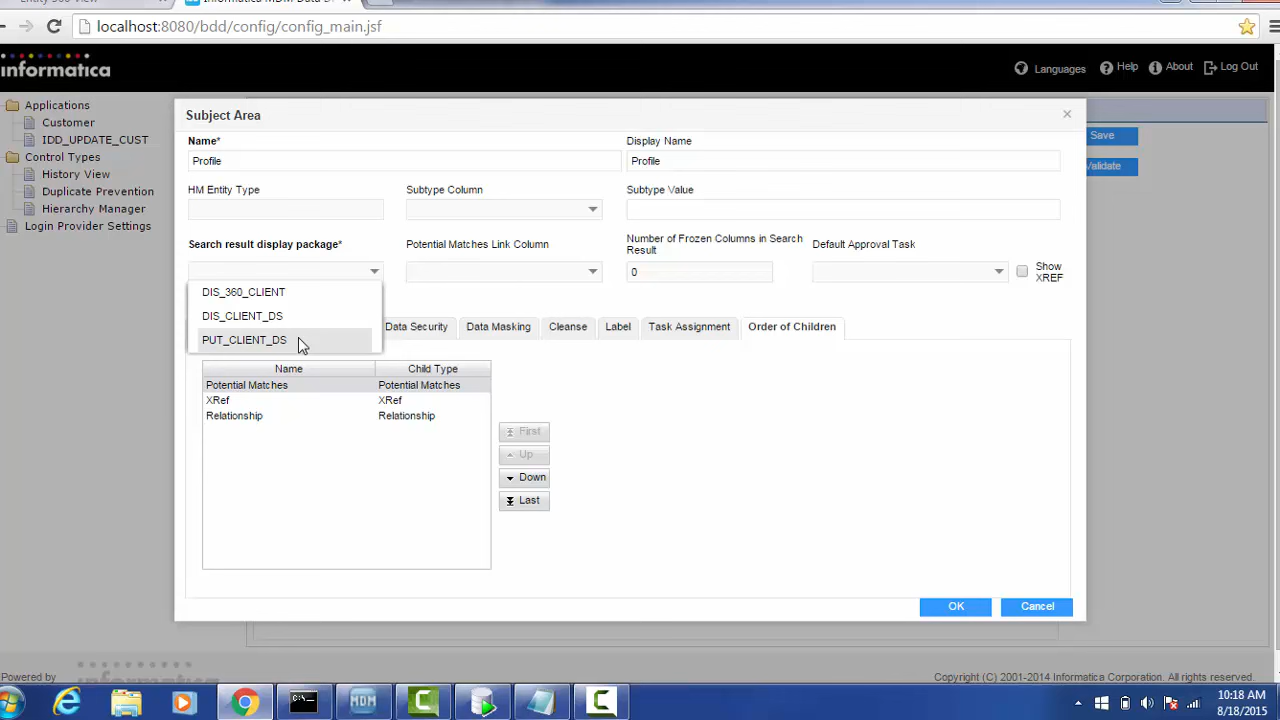 localhost:8080/bdd/config/config_main.jsf
informatica
Languages
Help
About
Log Out
Applications
Customer
IDD_UPDATE_CUST
Control Types
History View
Duplicate Prevention
Hierarchy Manager
Login Provider Settings
Save
Validate
Subject Area
Name*
Display Name
Profile
Profile
HM Entity Type
Subtype Column
Subtype Value
Search result display package*
Potential Matches Link Column
Number of Frozen Columns in Search
Result
Default Approval Task
0
Show
XREF
DIS_360_CLIENT
DIS_CLIENT_DS
PUT_CLIENT_DS
Data Security
Data Masking
Cleanse
Label
Task Assignment
Order of Children
Name
Child Type
Potential Matches
Potential Matches
XRef
XRef
Relationship
Relationship
First
Up
Down
Last
OK
Cancel
Powered by
Copyright (C) 2001-2014 Informatica Corporation. All rights reserved.
MDM
10:18 AM
8/18/2015